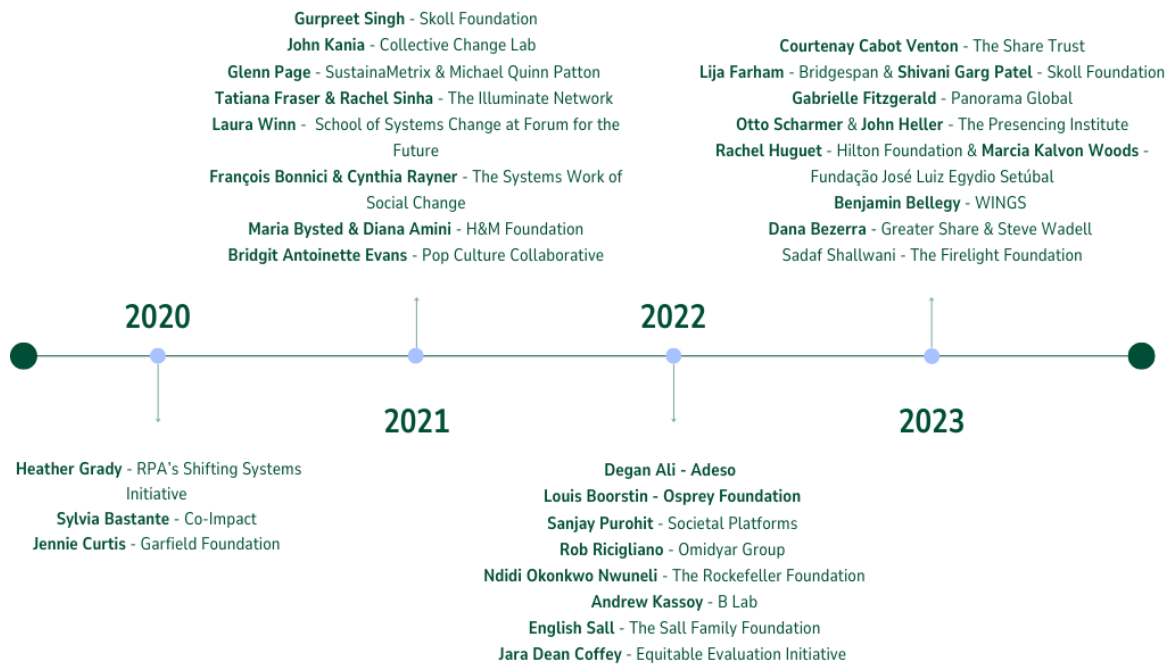 Gurpreet Singh - Skoll Foundation
John Kania - Collective Change Lab
Glenn Page - SustainaMetrix & Michael Quinn Patton
Tatiana Fraser & Rachel Sinha - The Illuminate Network
Laura Winn - School of Systems Change at Forum for the
Future
François Bonnici & Cynthia Rayner - The Systems Work of
Social Change
Maria Bysted & Diana Amini - H&M Foundation
Bridgit Antoinette Evans - Pop Culture Collaborative
Courtenay Cabot Venton - The Share Trust
Lija Farham - Bridgespan & Shivani Garg Patel - Skoll Foundation
Gabrielle Fitzgerald - Panorama Global
Otto Scharmer & John Heller - The Presencing Institute
Rachel Huguet - Hilton Foundation & Marcia Kalvon Woods -
Fundação José Luiz Egydio Setúbal
Benjamin Bellegy - WINGS
Dana Bezerra - Greater Share & Steve Wadell
Sadaf Shallwani - The Firelight Foundation
2020
2022
2021
2023
Heather Grady - RPA's Shifting Systems
Initiative
Sylvia Bastante - Co-Impact
Jennie Curtis - Garfield Foundation
Degan Ali - Adeso
Louis Boorstin - Osprey Foundation
Sanjay Purohit - Societal Platforms
Rob Ricigliano - Omidyar Group
Ndidi Okonkwo Nwuneli - The Rockefeller Foundation
Andrew Kassoy - B Lab
English Sall - The Sall Family Foundation
Jara Dean Coffey - Equitable Evaluation Initiative